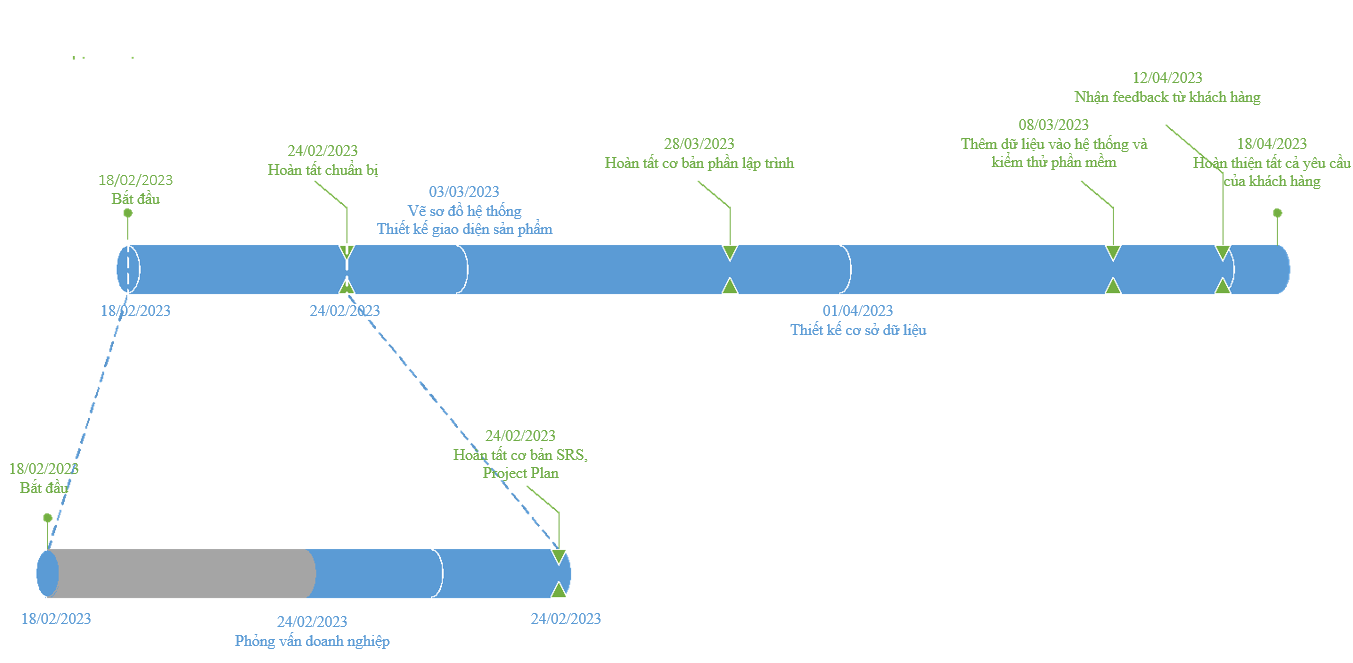 12/04/2023
Nhận feedback từ khách hàng
08/03/2023
Thêm dữ liệu vào hệ thống và
kiểm thử phần mềm
18/04/2023
Hoàn thiện tất cả yêu cầu
của khách hàng
28/03/2023
Hoàn tất cơ bản phần lập trình
24/02/2023
Hoàn tất chuẩn bị
18/02/2023
Bắt đầu
03/03/2023
Vẽ sơ đồ hệ thống
Thiết kế giao diện sản phẩm
18/02/2023
24/02/2023
01/04/2023
Thiết kế cơ sở dữ liệu
24/02/2023
Hoàn tất cơ bản SRS,
Project Plan
18/02/2023
Bắt đầu
18/02/2023
24/02/2023
Phỏng vấn doanh nghiệp
24/02/2023